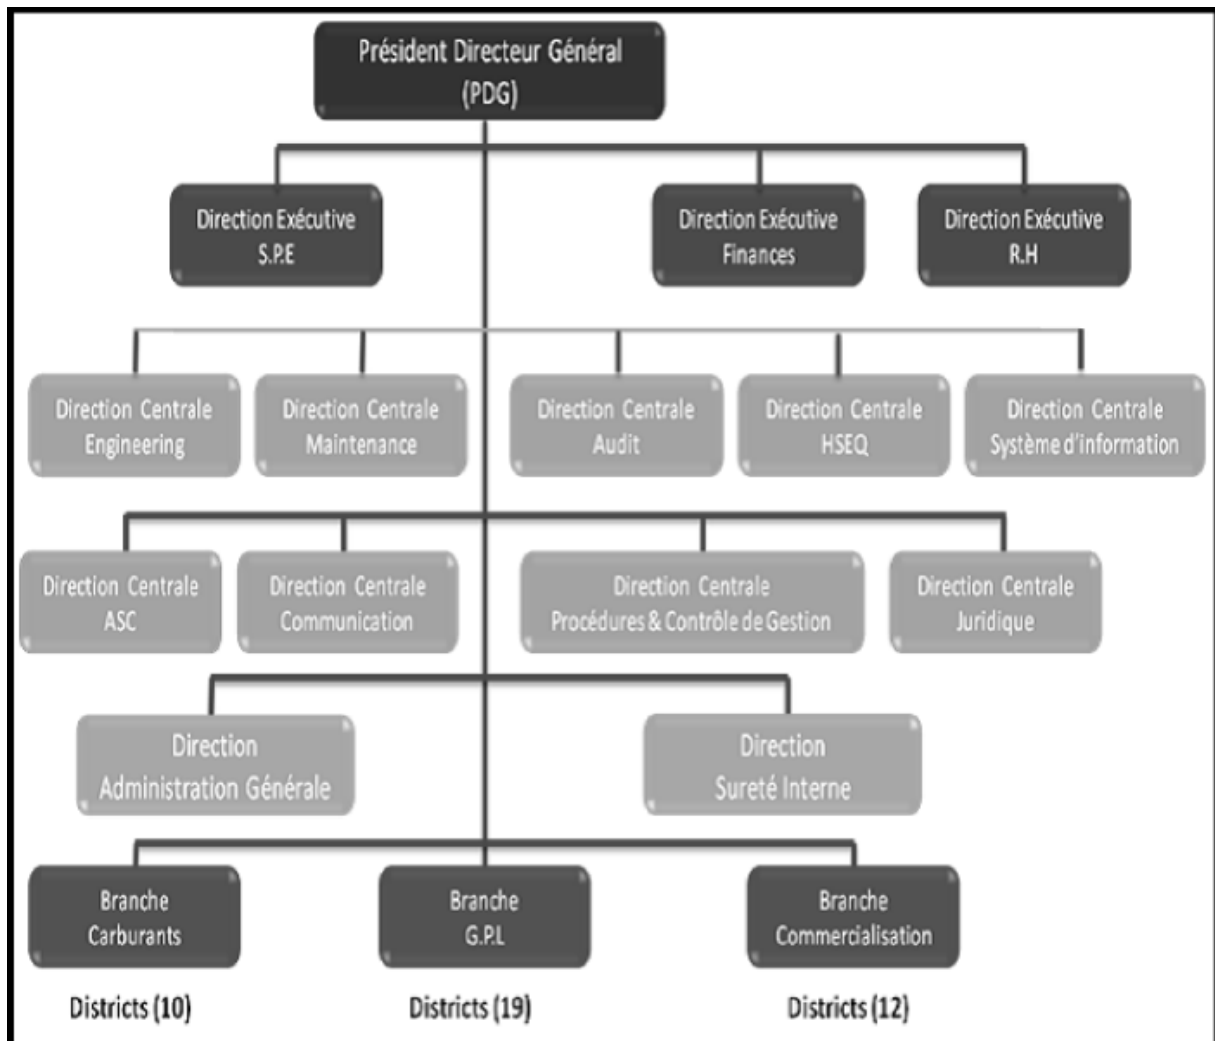 Président Directeur Général
(PDG)
Direction Exécutive
S.P.E
Direction Exécutive
Finances
Direction Exécutive
R.H
Direction Centrale
Engineering
Direction Centrale
Maintenance
Direction Centrale
Audit
Direction Centrale
HSEQ
Direction Centrale
Système d'information
Direction Centrale
ASC
Direction Centrale
Communication
Direction Centrale
Procédures & Contrôle de Gestion
Direction Centrale
Juridique
Direction
Administration Générale
Direction
Sureté Interne
Branche
Carburants
Branche
G.P.L
Branche
Commercialisation
Districts (10)
Districts (19)
Districts (12)